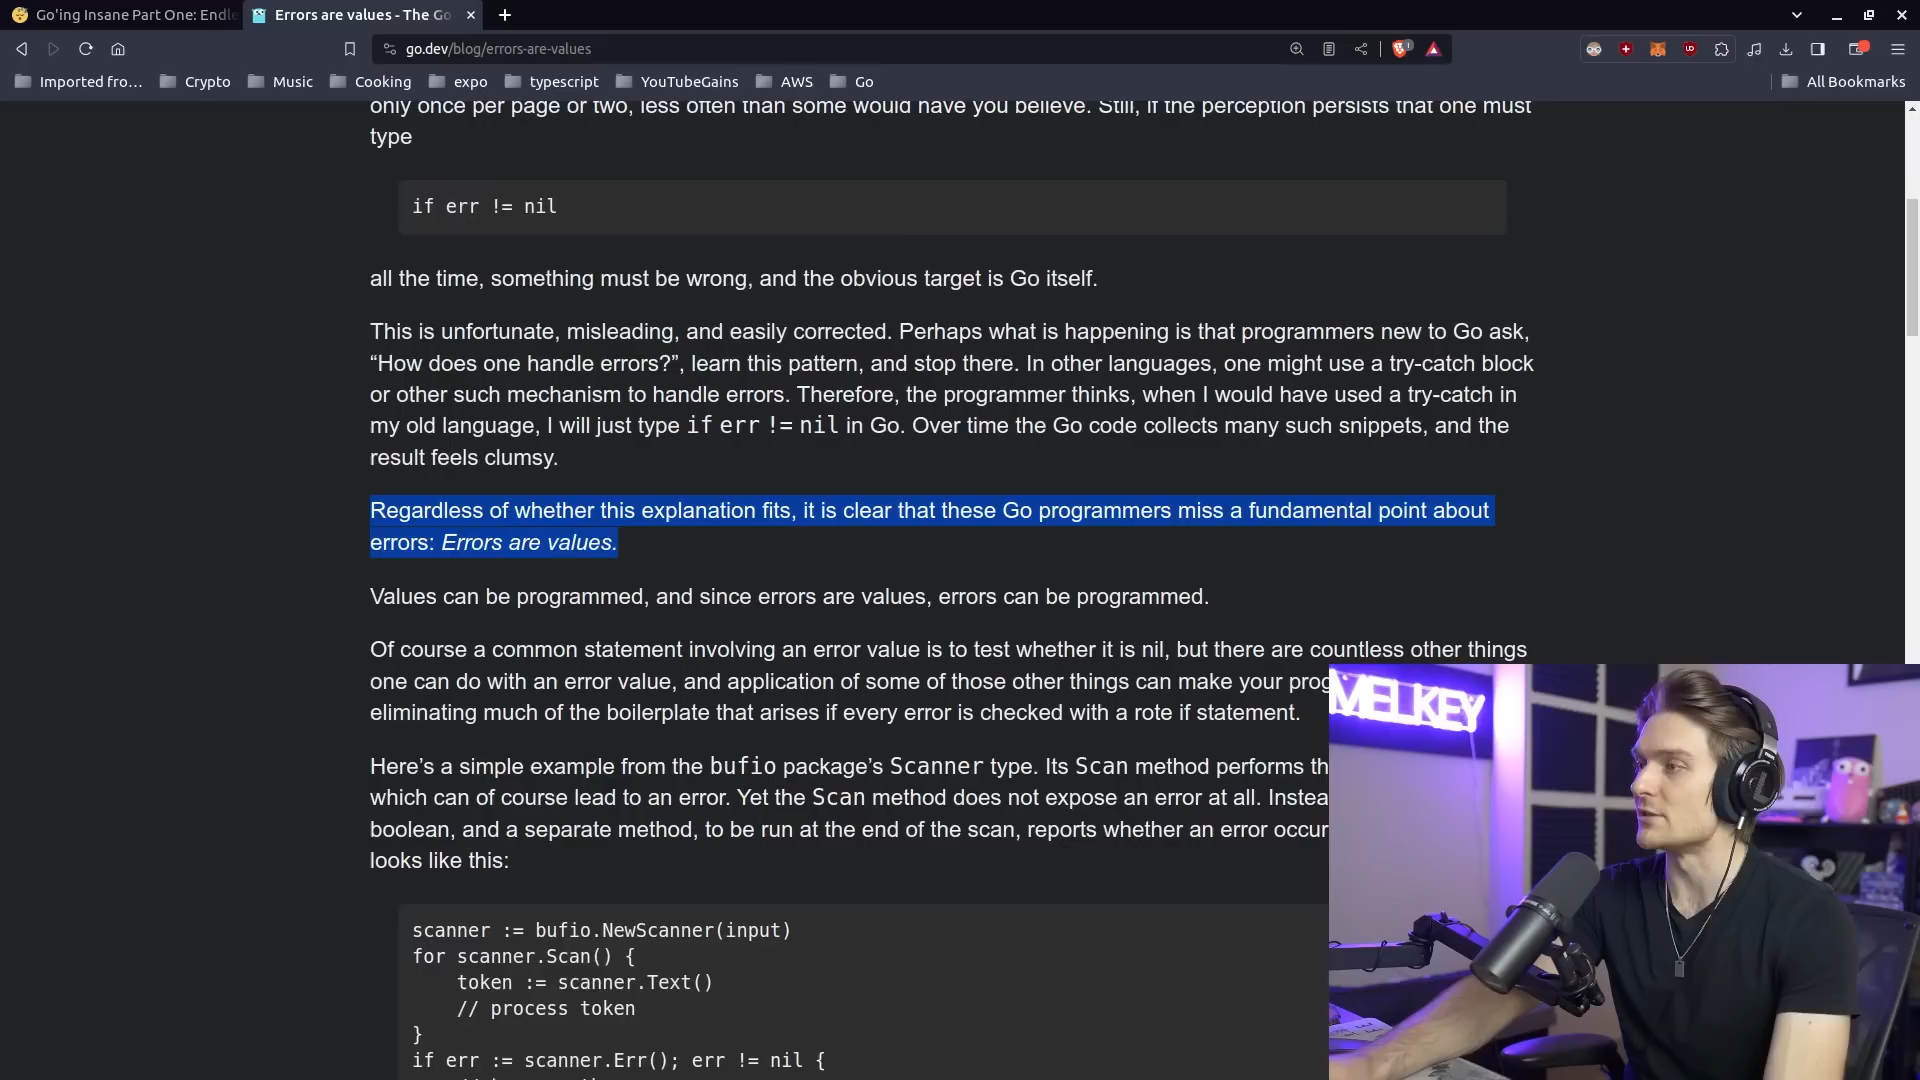 Go'ing Insane Part One: Endle
Errors are values - The Go
go.dev/blog/errors-are-values
Imported fro...
Crypto
Music
Cooking
expo
typescript
YouTubeGains
AWS
Go
All Bookmarks
only once per page or two, less often than some would have you believe. Still, if the perception persists that one must
type
if err != nil
all the time, something must be wrong, and the obvious target is Go itself.
This is unfortunate, misleading, and easily corrected. Perhaps what is happening is that programmers new to Go ask,
“How does one handle errors?”, learn this pattern, and stop there. In other languages, one might use a try-catch block
or other such mechanism to handle errors. Therefore, the programmer thinks, when I would have used a try-catch in
my old language, I will just type if err != nil in Go. Over time the Go code collects many such snippets, and the
result feels clumsy.
Regardless of whether this explanation fits, it is clear that these Go programmers miss a fundamental point about
errors: Errors are values.
Values can be programmed, and since errors are values, errors can be programmed.
Of course a common statement involving an error value is to test whether it is nil, but there are countless other things
one can do with an error value, and application of some of those other things can make your prog
eliminating much of the boilerplate that arises if every error is checked with a rote if statement.
Here’s a simple example from the bufio package’s Scanner type. Its Scan method performs th
which can of course lead to an error. Yet the Scan method does not expose an error at all. Instea
boolean, and a separate method, to be run at the end of the scan, reports whether an error occur
looks like this:
scanner := bufio.NewScanner(input)
for scanner.Scan() {
    token := scanner.Text()
    // process token
}
if err := scanner.Err(); err != nil {
MELKEY